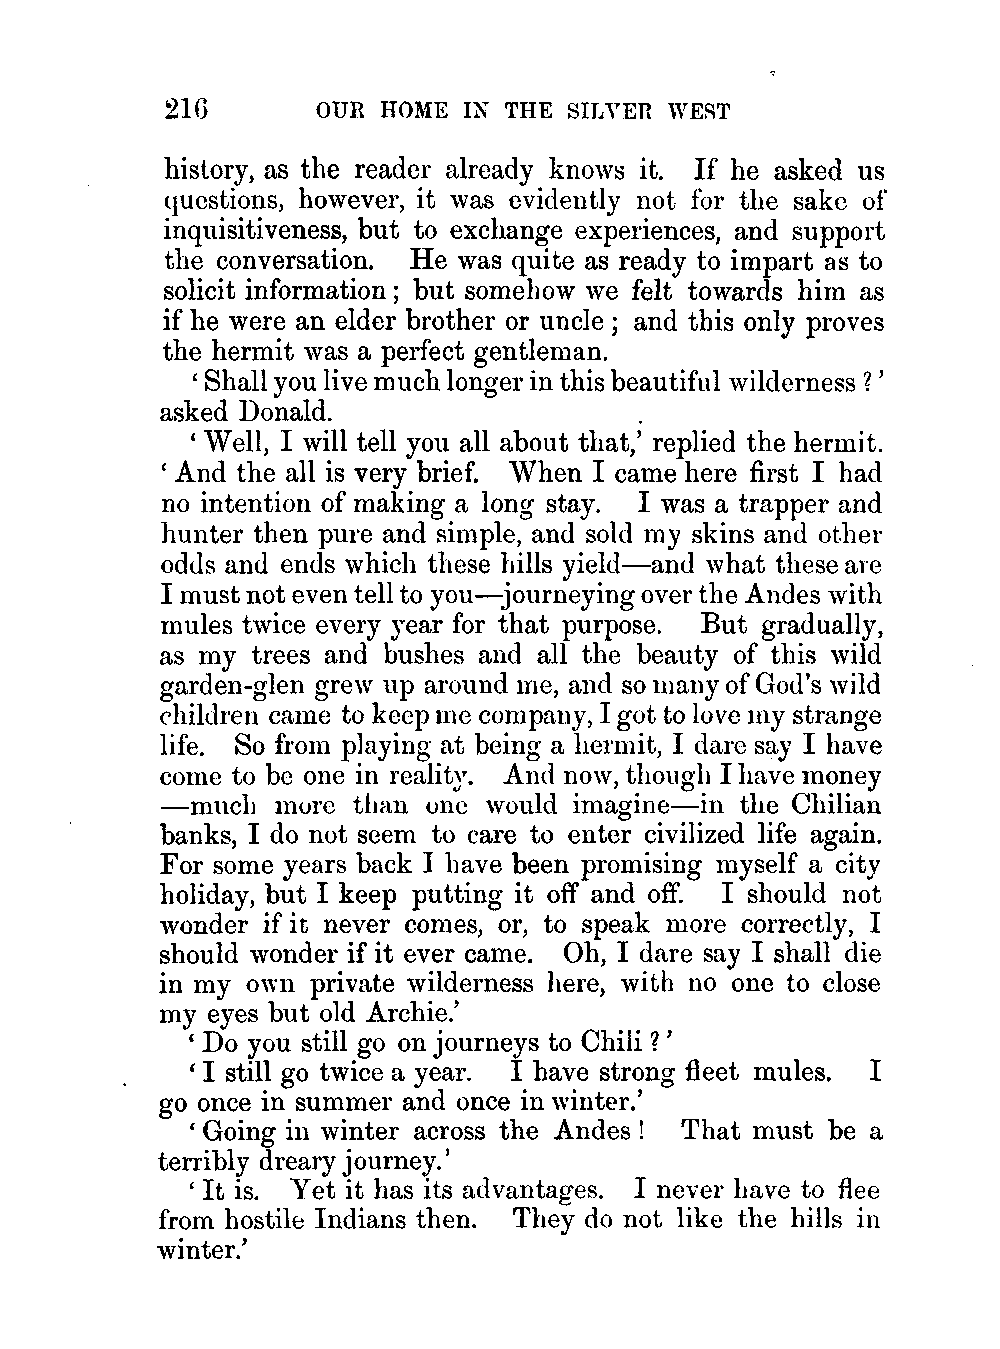 216 OUR HOME IN THE SILVER WEST
history, as the reader already knows it. If he asked us
questions, however, it was evidently not for the sake of
inquisitiveness, but to exchange experiences, and support
the conversation. He was quite as ready to impart as to
solicit information; but somehow we felt towards him as
if he were an elder brother or uncle; and this only proves
the hermit was a perfect gentleman.
‘Shall you live much longer in this beautiful wilderness?’
asked Donald.
‘Well, I will tell you all about that,’ replied the hermit.
‘And the all is very brief. When I came here first I had
no intention of making a long stay. I was a trapper and
hunter then pure and simple, and sold my skins and other
odds and ends which these hills yield—and what these are
I must not even tell to you—journeying over the Andes with
mules twice every year for that purpose. But gradually,
as my trees and bushes and all the beauty of this wild
garden-glen grew up around me, and so many of God's wild
children came to keep me company, I got to love my strange
life. So from playing at being a hermit, I dare say I have
come to be one in reality. And now, though I have money
—much more than one would imagine—in the Chilian
banks, I do not seem to care to enter civilized life again.
For some years back I have been promising myself a city
holiday, but I keep putting it off and off. I should not
wonder if it never comes, or, to speak more correctly, I
should wonder if it ever came. Oh, I dare say I shall die
in my own private wilderness here, with no one to close
my eyes but old Archie.’
‘Do you still go on journeys to Chili?’
‘I still go twice a year. I have strong fleet mules. I
go once in summer and once in winter.’
‘Going in winter across the Andes! That must be a
terribly dreary journey.’
‘It is. Yet it has its advantages. I never have to flee
from hostile Indians then. They do not like the hills in
winter.’